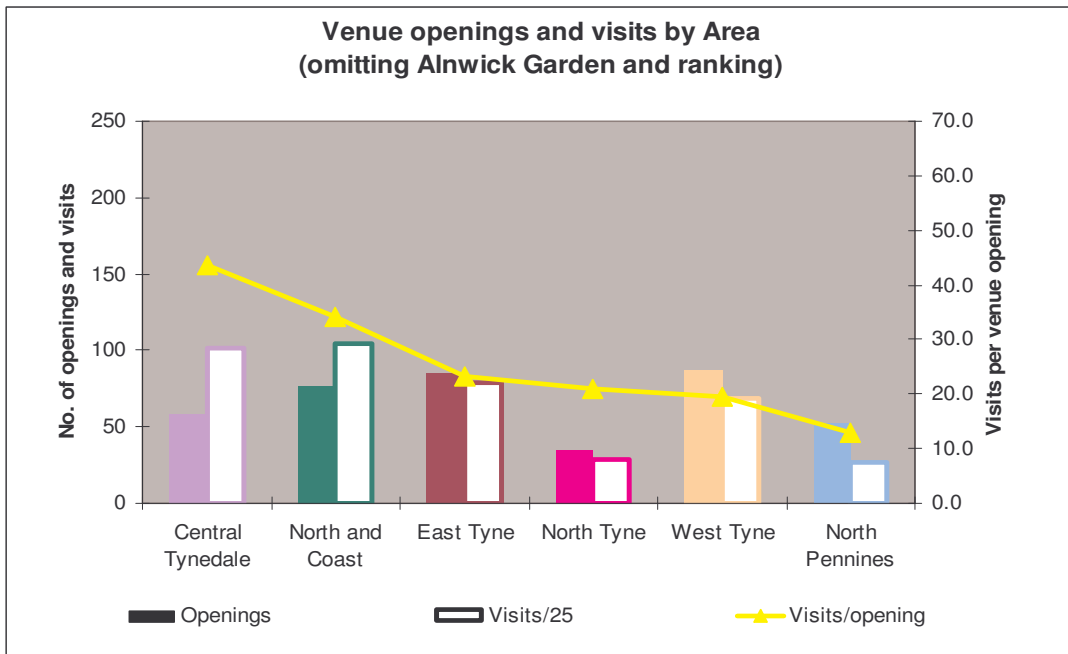 Venue openings and visits by Area
(omitting Alnwick Garden and ranking)
No. of openings and visits
250
200
150
100
50
0
70.0
60.0
50.0
40.0
30.0
20.0
10.0
0.0
Visits per venue opening
Central
Tynedale
North and
Coast
East Tyne
North Tyne
West Tyne
North
Pennines
Openings
Visits/25
Visits/opening